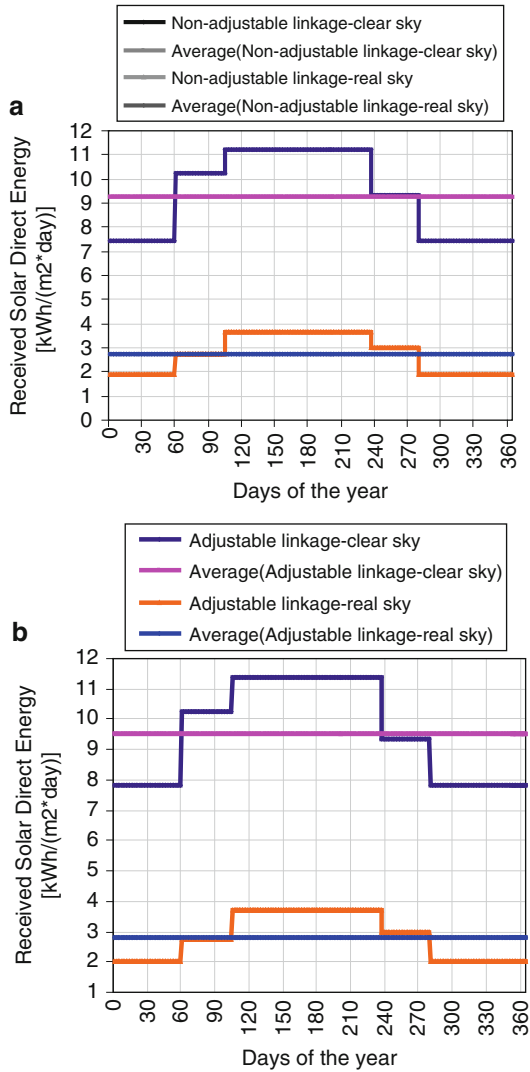 Non-adjustable linkage-clear sky
Average(Non-adjustable linkage-clear sky)
Non-adjustable linkage-real sky
Average(Non-adjustable linkage-real sky)
a
12
11
10
9
8
7
6
5
4
3
2
1
0
Received Solar Direct Energy
[kWh/(m2*day)]
0 30 60 90 120 150 180 210 240 270 300 330 360
Days of the year
Adjustable linkage-clear sky
Average(Adjustable linkage-clear sky)
Adjustable linkage-real sky
Average(Adjustable linkage-real sky)
b
12
11
10
9
8
7
6
5
4
3
2
1
Received Solar Direct Energy
[kWh/(m2*day)]
0 30 60 90 120 150 180 210 240 270 300 330 360
Days of the year